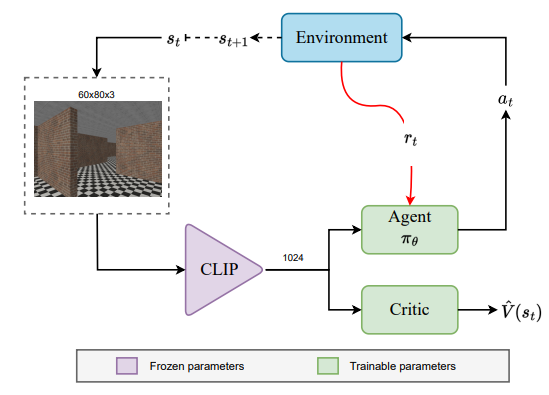 Environment
$s_t$
$s_{t+1}$
60x80x3
$a_t$
$r_t$
Agent
$\pi_\theta$
CLIP
1024
Critic
$\hat{V}(s_t)$
Frozen parameters
Trainable parameters